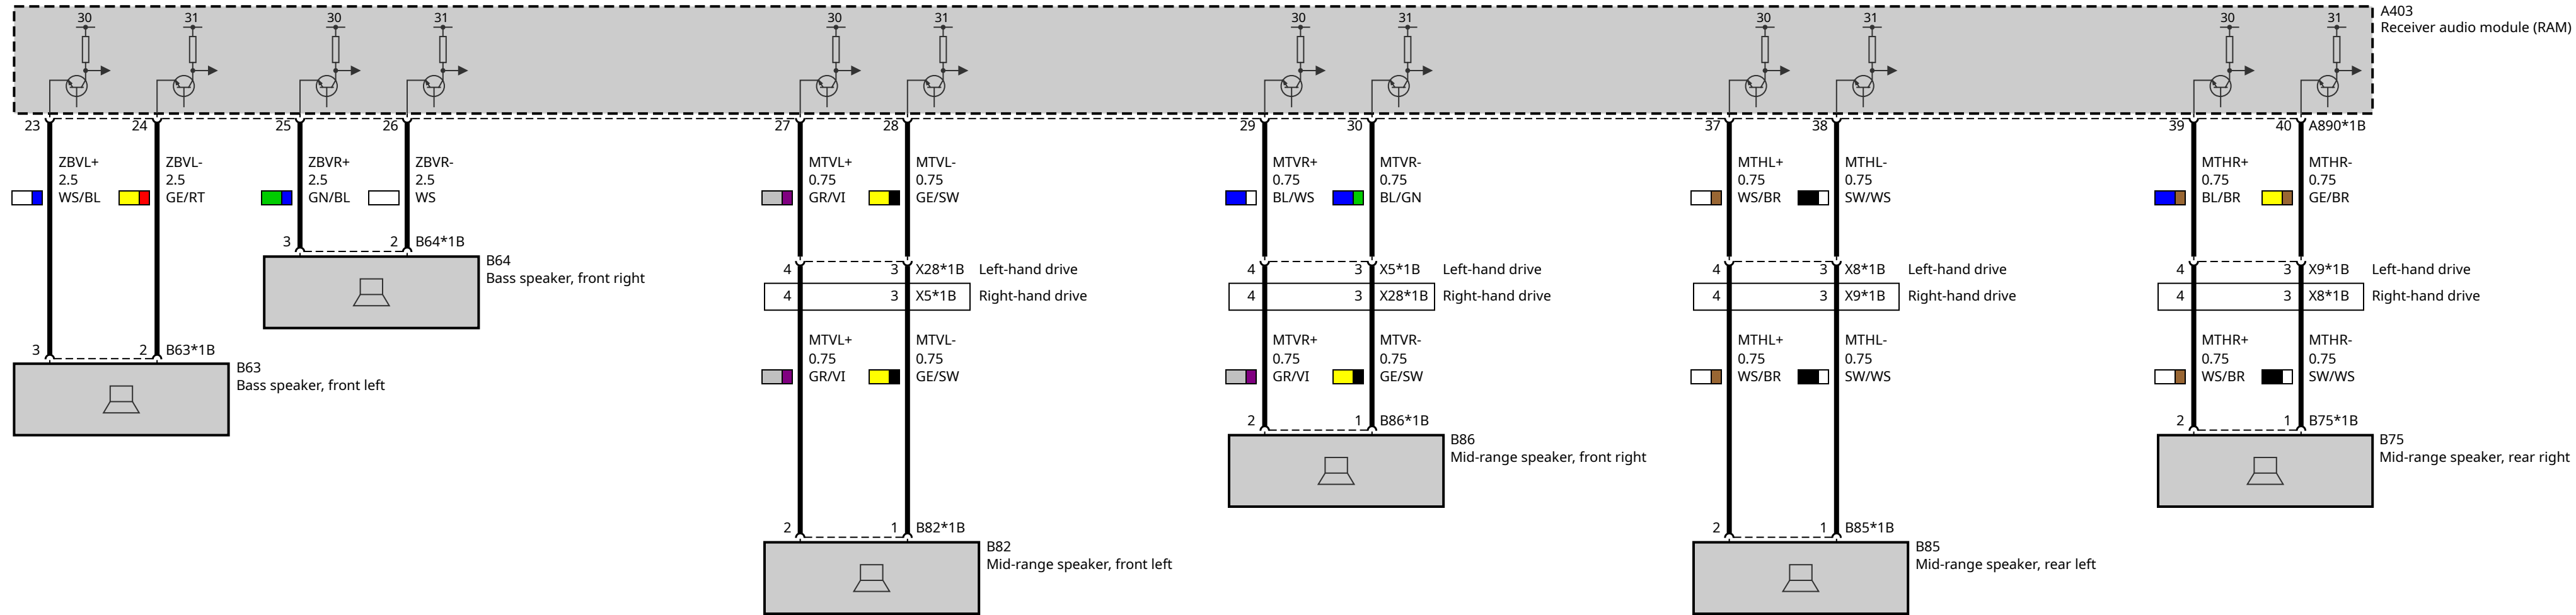 30 31 30 31 30 31 30 31 30 31 30 31
A403
Receiver audio module (RAM)
23 24 25 26 27 28 29 30 37 38 39 40 A890*1B
ZBVL+
2.5
WS/BL
ZBVL-
2.5
GE/RT
ZBVR+
2.5
GN/BL
ZBVR-
2.5
WS
MTVL+
0.75
GR/VI
MTVL-
0.75
GE/SW
MTVR+
0.75
BL/WS
MTVR-
0.75
BL/GN
MTHL+
0.75
WS/BR
MTHL-
0.75
SW/WS
MTHR+
0.75
BL/BR
MTHR-
0.75
GE/BR
3 2 B64*1B
B64
Bass speaker, front right
3 2 B63*1B
B63
Bass speaker, front left
4 3 X28*1B Left-hand drive
4 3 X5*1B Right-hand drive
4 3 X5*1B Left-hand drive
4 3 X28*1B Right-hand drive
4 3 X8*1B Left-hand drive
4 3 X9*1B Right-hand drive
4 3 X9*1B Left-hand drive
4 3 X8*1B Right-hand drive
MTVL+
0.75
GR/VI
MTVL-
0.75
GE/SW
MTVR+
0.75
GR/VI
MTVR-
0.75
GE/SW
MTHL+
0.75
WS/BR
MTHL-
0.75
SW/WS
MTHR+
0.75
WS/BR
MTHR-
0.75
SW/WS
2 1 B86*1B
B86
Mid-range speaker, front right
2 1 B75*1B
B75
Mid-range speaker, rear right
2 1 B82*1B
B82
Mid-range speaker, front left
2 1 B85*1B
B85
Mid-range speaker, rear left